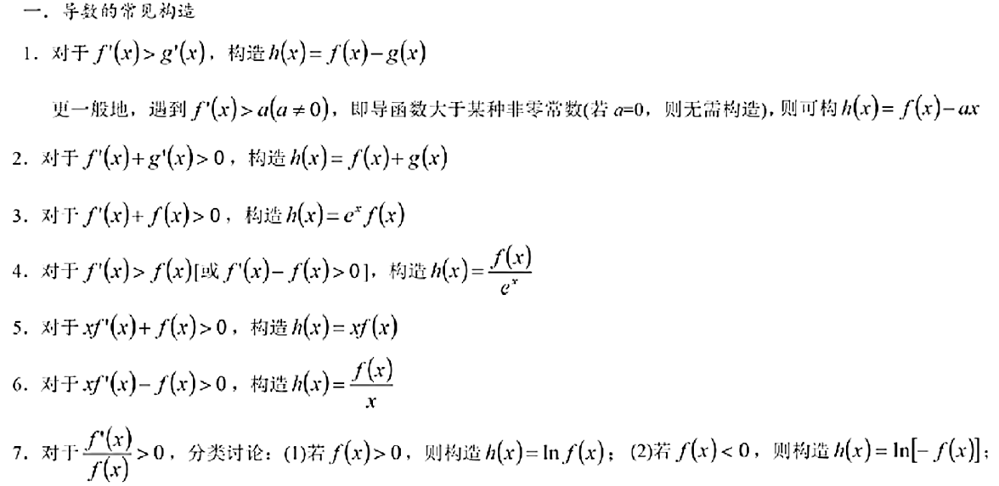 一．导数的常见构造
1．对于 f'(x)> g'(x)，构造 h(x)= f(x)−g(x)
更一般地，遇到 f'(x)> a(a ≠ 0)，即导函数大于某种非零常数(若 a=0，则无需构造)，则可构 h(x)= f(x)−ax
2．对于 f'(x)+g'(x)>0，构造 h(x)= f(x)+g(x)
3．对于 f'(x)+ f(x)>0，构造 h(x)= eˣ f(x)
4．对于 f'(x)> f(x)[或 f'(x)− f(x)>0]，构造 h(x)= f(x)/eˣ
5．对于 xf'(x)+ f(x)>0，构造 h(x)= xf(x)
6．对于 xf'(x)− f(x)>0，构造 h(x)= f(x)/x
7．对于 f'(x)/f(x) >0，分类讨论：(1)若 f(x)>0，则构造 h(x)= ln f(x)；(2)若 f(x)<0，则构造 h(x)= ln[− f(x)]；